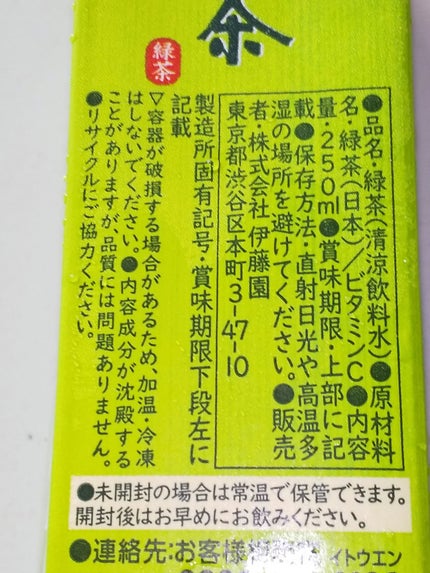 茶
緑茶
●品名・緑茶(清涼飲料水)●原材料
名・緑茶(日本)/ビタミンC●内容
量・250ml●賞味期限・上部に記
載●保存方法・直射日光や高温多
湿の場所を避けてください。●販売
者・株式会社伊藤園
東京都渋谷区本町3-47-10
製造所固有記号・賞味期限下段左に
記載
▽容器が破損する場合があるため、加温・冷凍
はしないでください。●内容成分が沈殿する
ことがありますが、品質には問題ありません。
●リサイクルにご協力ください。
●未開封の場合は常温で保管できます。
開封後はお早めにお飲みください。
●連絡先:お客様 イトウエン